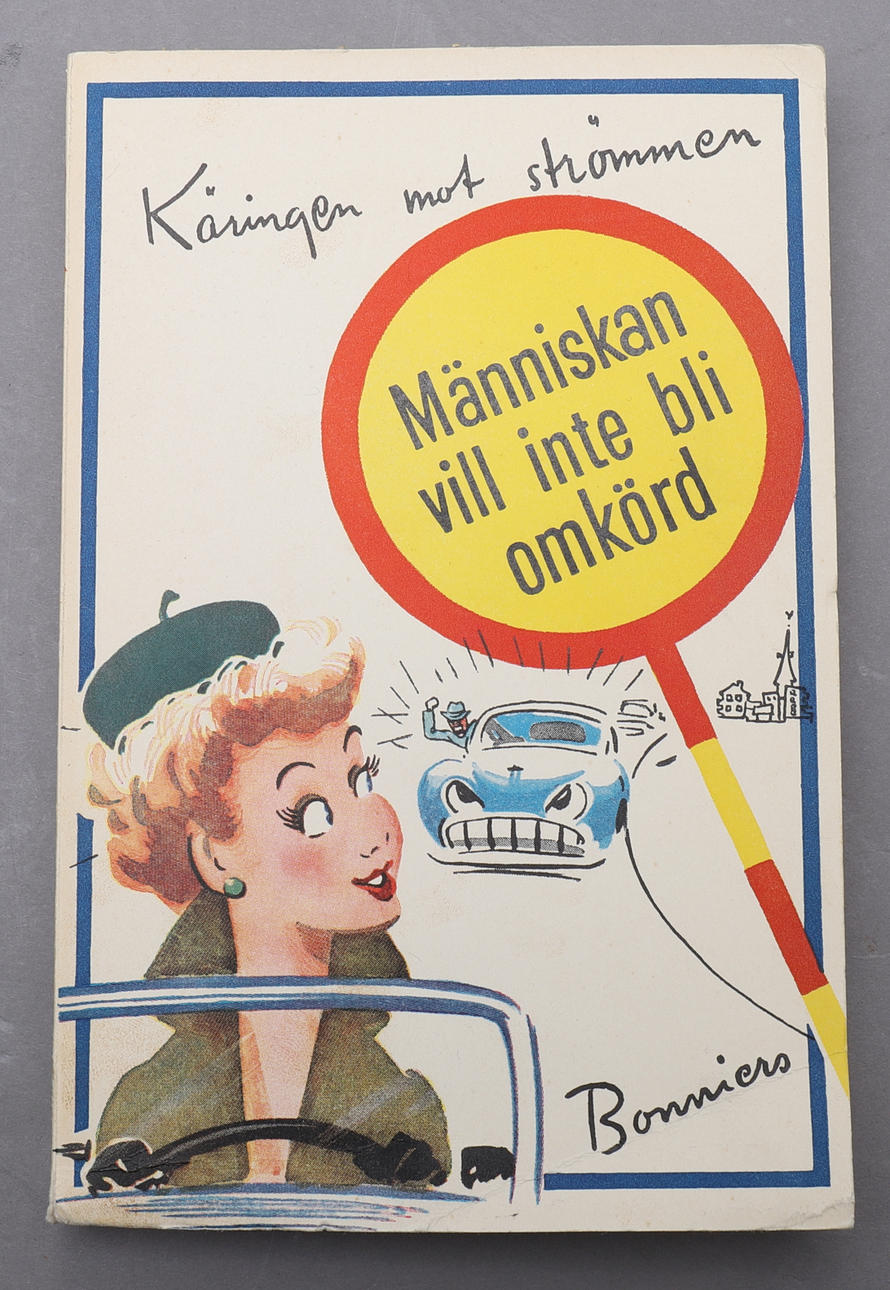 Käringen mot strömmen
Människan
vill inte bli
omkörd
Bonniers